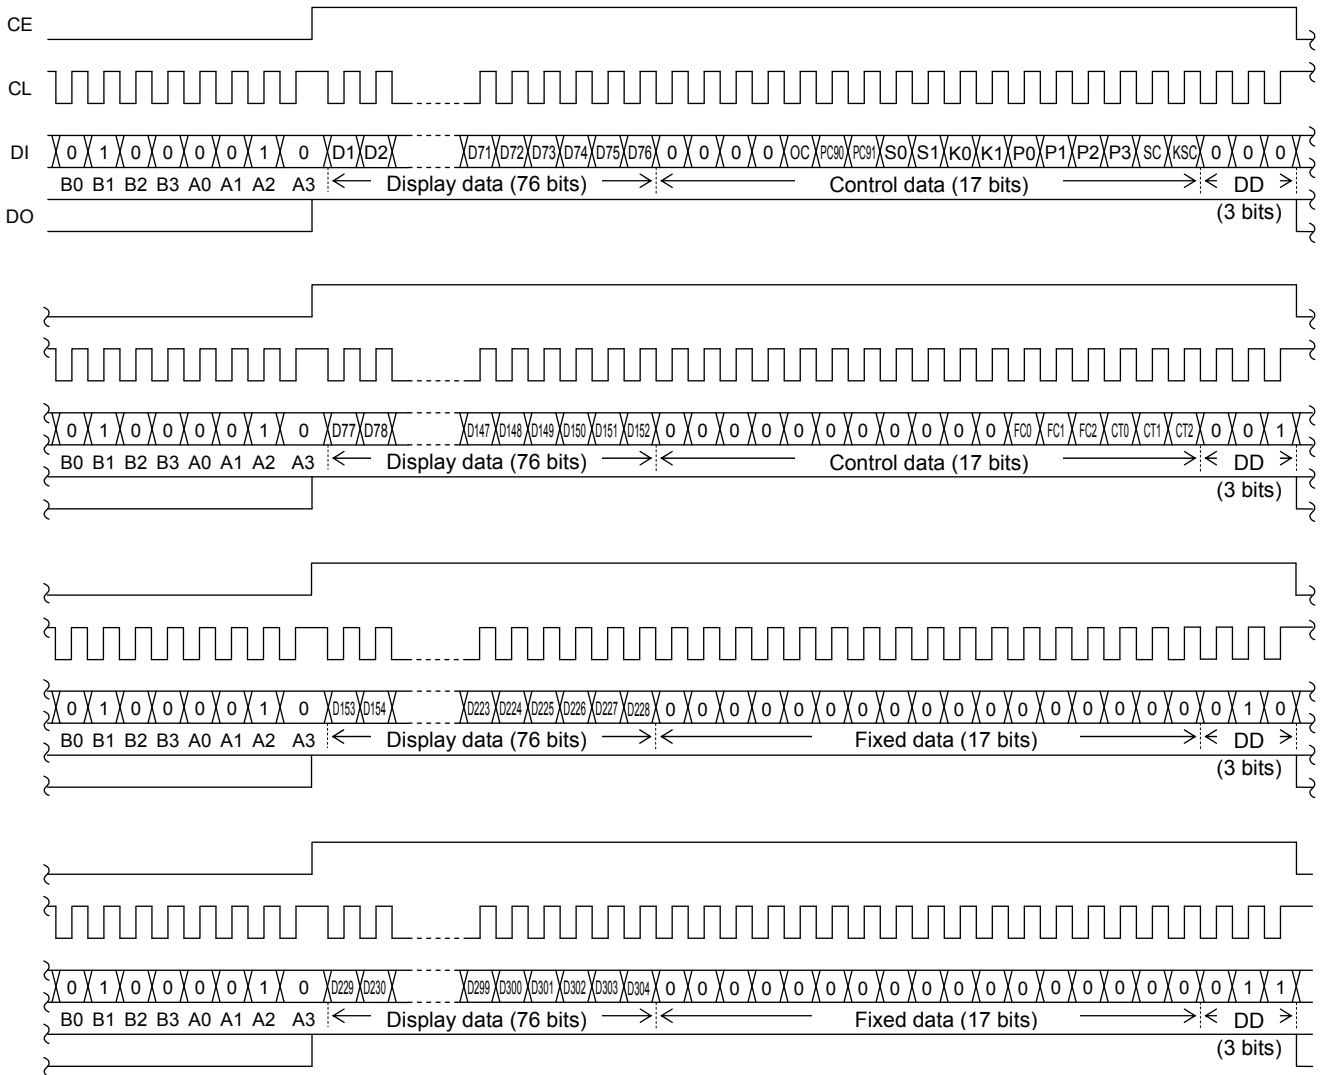 CE
CL
DI 0 1 0 0 0 0 1 0 D1 D2 D71 D72 D73 D74 D75 D76 0 0 0 0 OC PC90 PC91 S0 S1 K0 K1 P0 P1 P2 P3 SC KSC 0 0 0
B0 B1 B2 B3 A0 A1 A2 A3 Display data (76 bits) Control data (17 bits) DD
DO (3 bits)
0 1 0 0 0 0 1 0 D77 D78 D147 D148 D149 D150 D151 D152 0 0 0 0 0 0 0 0 0 0 0 FC0 FC1 FC2 CT0 CT1 CT2 0 0 1
B0 B1 B2 B3 A0 A1 A2 A3 Display data (76 bits) Control data (17 bits) DD
(3 bits)
0 1 0 0 0 0 1 0 D153 D154 D223 D224 D225 D226 D227 D228 0 0 0 0 0 0 0 0 0 0 0 0 0 0 0 0 0 0 1 0
B0 B1 B2 B3 A0 A1 A2 A3 Display data (76 bits) Fixed data (17 bits) DD
(3 bits)
0 1 0 0 0 0 1 0 D229 D230 D299 D300 D301 D302 D303 D304 0 0 0 0 0 0 0 0 0 0 0 0 0 0 0 0 0 0 1 1
B0 B1 B2 B3 A0 A1 A2 A3 Display data (76 bits) Fixed data (17 bits) DD
(3 bits)